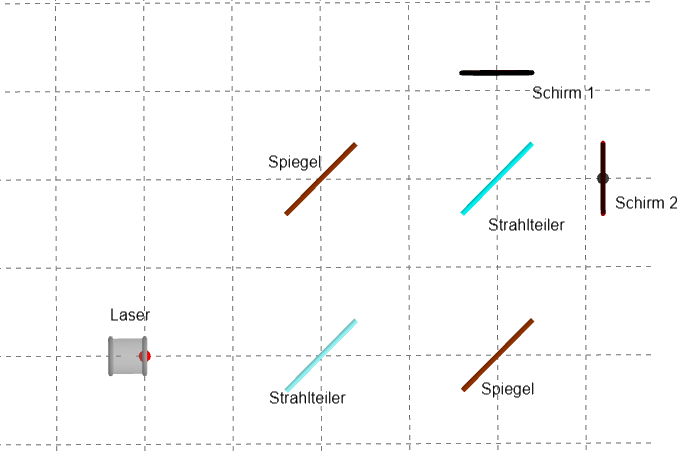 Schirm 1
Spiegel
Schirm 2
Strahlteiler
Laser
Spiegel
Strahlteiler